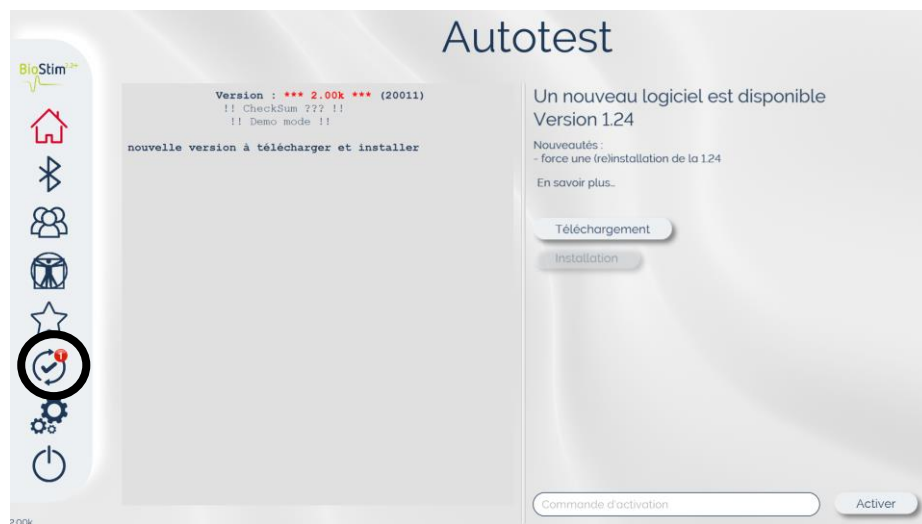 Autotest
BioStim
Version : *** 2.00k *** (20011)
!! CheckSum ??? !!
!! Demo mode !!
nouvelle version à télécharger et installer
Un nouveau logiciel est disponible
Version 1.24
Nouveautés :
- force une (re)installation de la 1.24
En savoir plus...
Téléchargement
Installation
1
Commande d'activation
Activer
2.00k